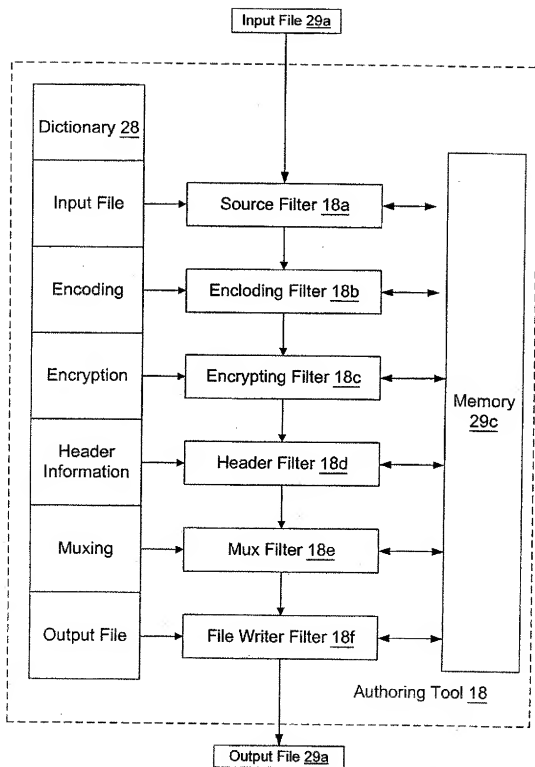 Input File 29a
Dictionary 28
Input File
Source Filter 18a
Encoding
Encloding Filter 18b
Encryption
Encrypting Filter 18c
Memory
29c
Header
Information
Header Filter 18d
Muxing
Mux Filter 18e
Output File
File Writer Filter 18f
Authoring Tool 18
Output File 29a